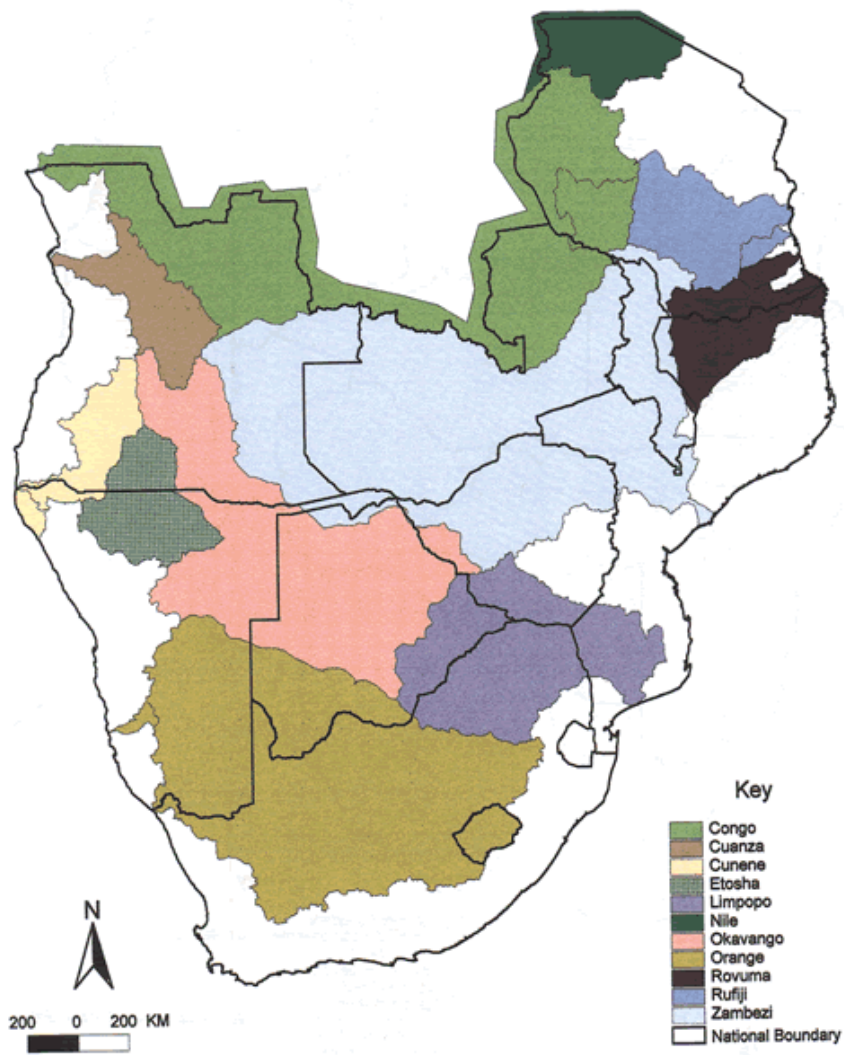 Key
Congo
Cuanza
Cunene
Etosha
Limpopo
Nile
Okavango
Orange
Rovuma
Rufiji
Zambezi
National Boundary
N
200 0 200 KM